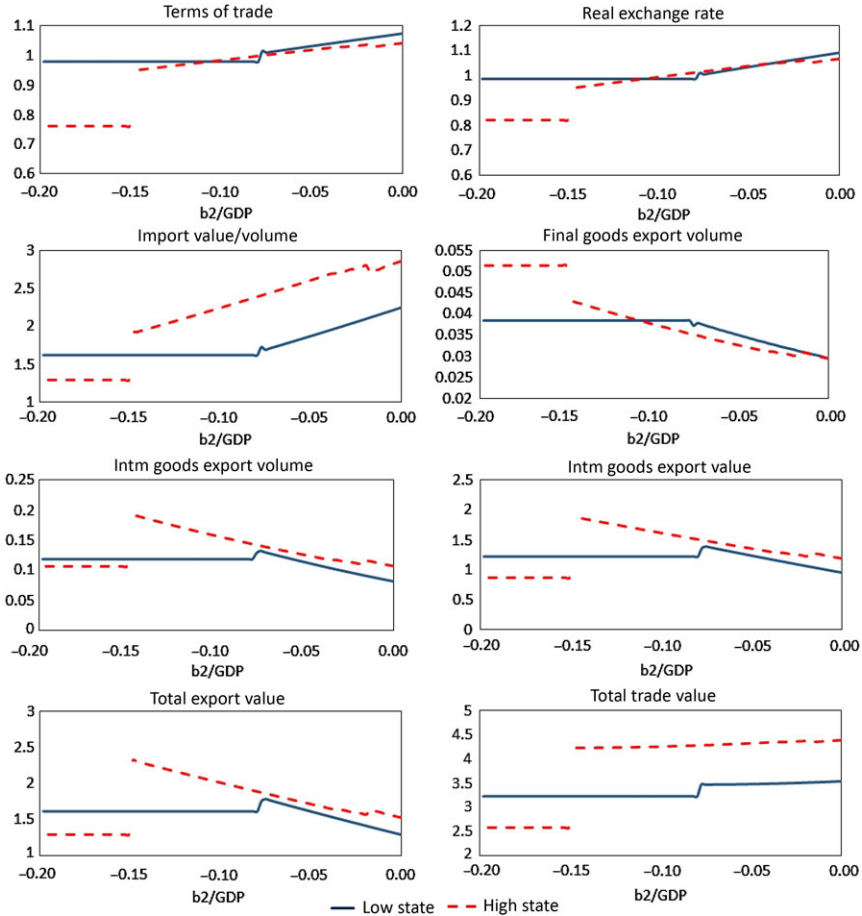 Terms of trade
1.1
1
0.9
0.8
0.7
0.6
−0.20 −0.15 −0.10 −0.05 0.00
b2/GDP
Real exchange rate
1.2
1.1
1
0.9
0.8
0.7
0.6
−0.20 −0.15 −0.10 −0.05 0.00
b2/GDP
Import value/volume
3
2.5
2
1.5
1
−0.20 −0.15 −0.10 −0.05 0.00
b2/GDP
Final goods export volume
0.055
0.05
0.045
0.04
0.035
0.03
0.025
0.02
−0.20 −0.15 −0.10 −0.05 0.00
b2/GDP
Intm goods export volume
0.25
0.2
0.15
0.1
0.05
0
−0.20 −0.15 −0.10 −0.05 0.00
b2/GDP
Intm goods export value
2.5
2
1.5
1
0.5
0
−0.20 −0.15 −0.10 −0.05 0.00
b2/GDP
Total export value
3
2.5
2
1.5
1
−0.20 −0.15 −0.10 −0.05 0.00
b2/GDP
Total trade value
5
4.5
4
3.5
3
2.5
2
−0.20 −0.15 −0.10 −0.05 0.00
b2/GDP
Low state High state